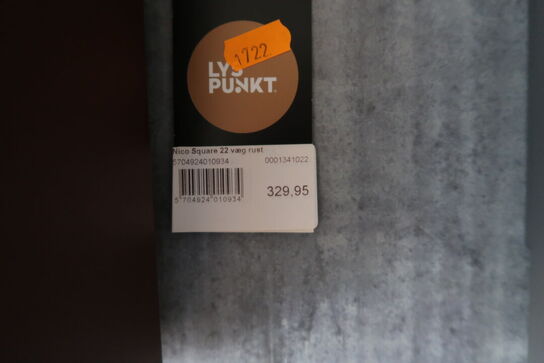 1722
LYS
PUNKT.
Nico Square 22 væg rust
5704924010934 0001341022
329,95
5 704924 010934